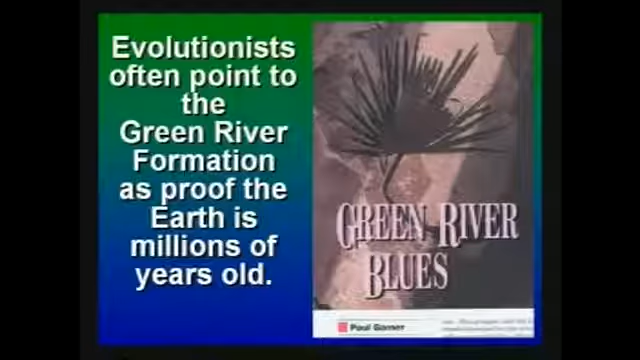 Evolutionists
often point to
the
Green River
Formation
as proof the
Earth is
millions of
years old.
GREEN RIVER
BLUES
Paul Garner